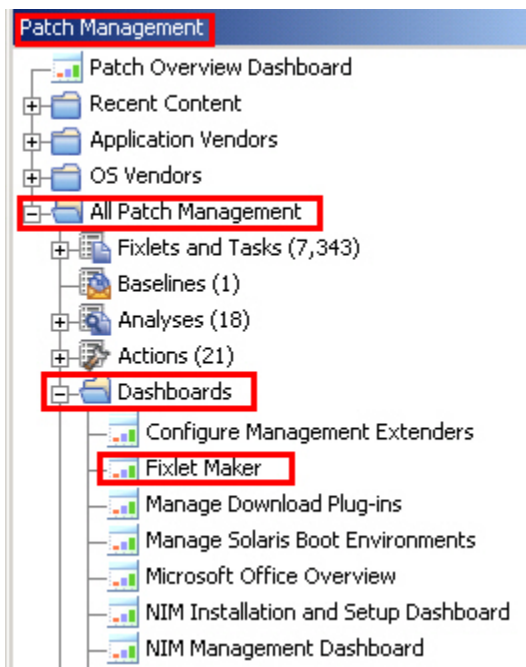 Patch Management
Patch Overview Dashboard
Recent Content
Application Vendors
OS Vendors
All Patch Management
Fixlets and Tasks (7,343)
Baselines (1)
Analyses (18)
Actions (21)
Dashboards
Configure Management Extenders
Fixlet Maker
Manage Download Plug-ins
Manage Solaris Boot Environments
Microsoft Office Overview
NIM Installation and Setup Dashboard
NIM Management Dashboard